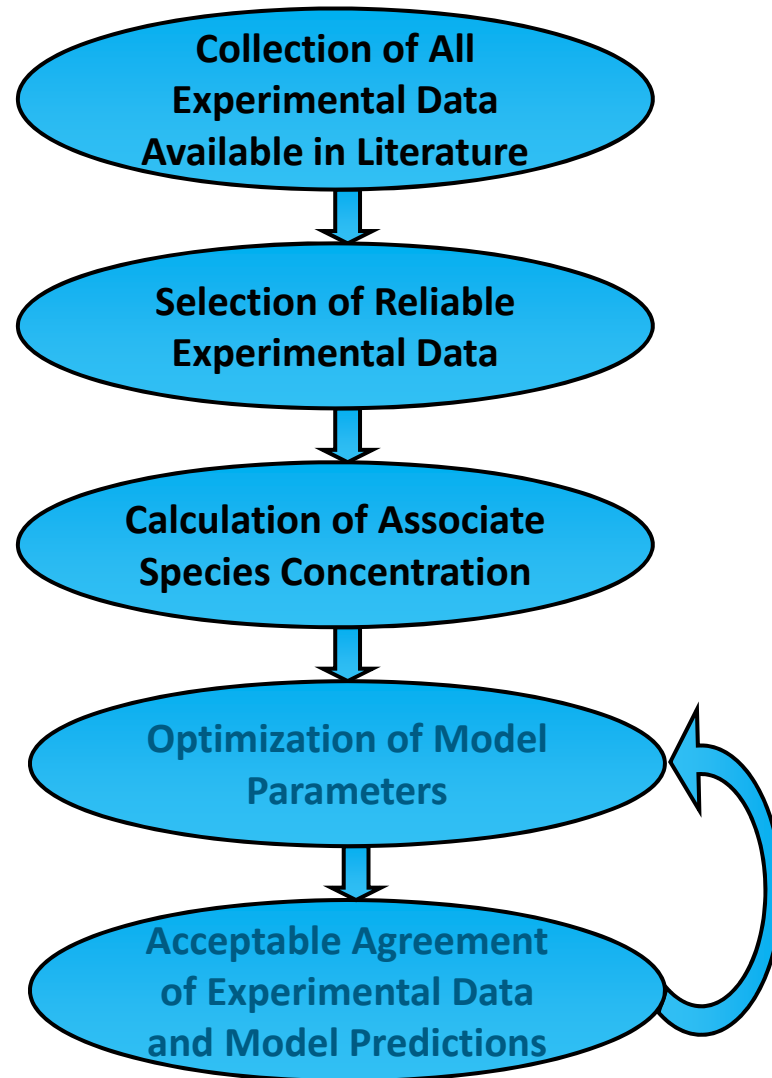 Collection of All
Experimental Data
Available in Literature
Selection of Reliable
Experimental Data
Calculation of Associate
Species Concentration
Optimization of Model
Parameters
Acceptable Agreement
of Experimental Data
and Model Predictions